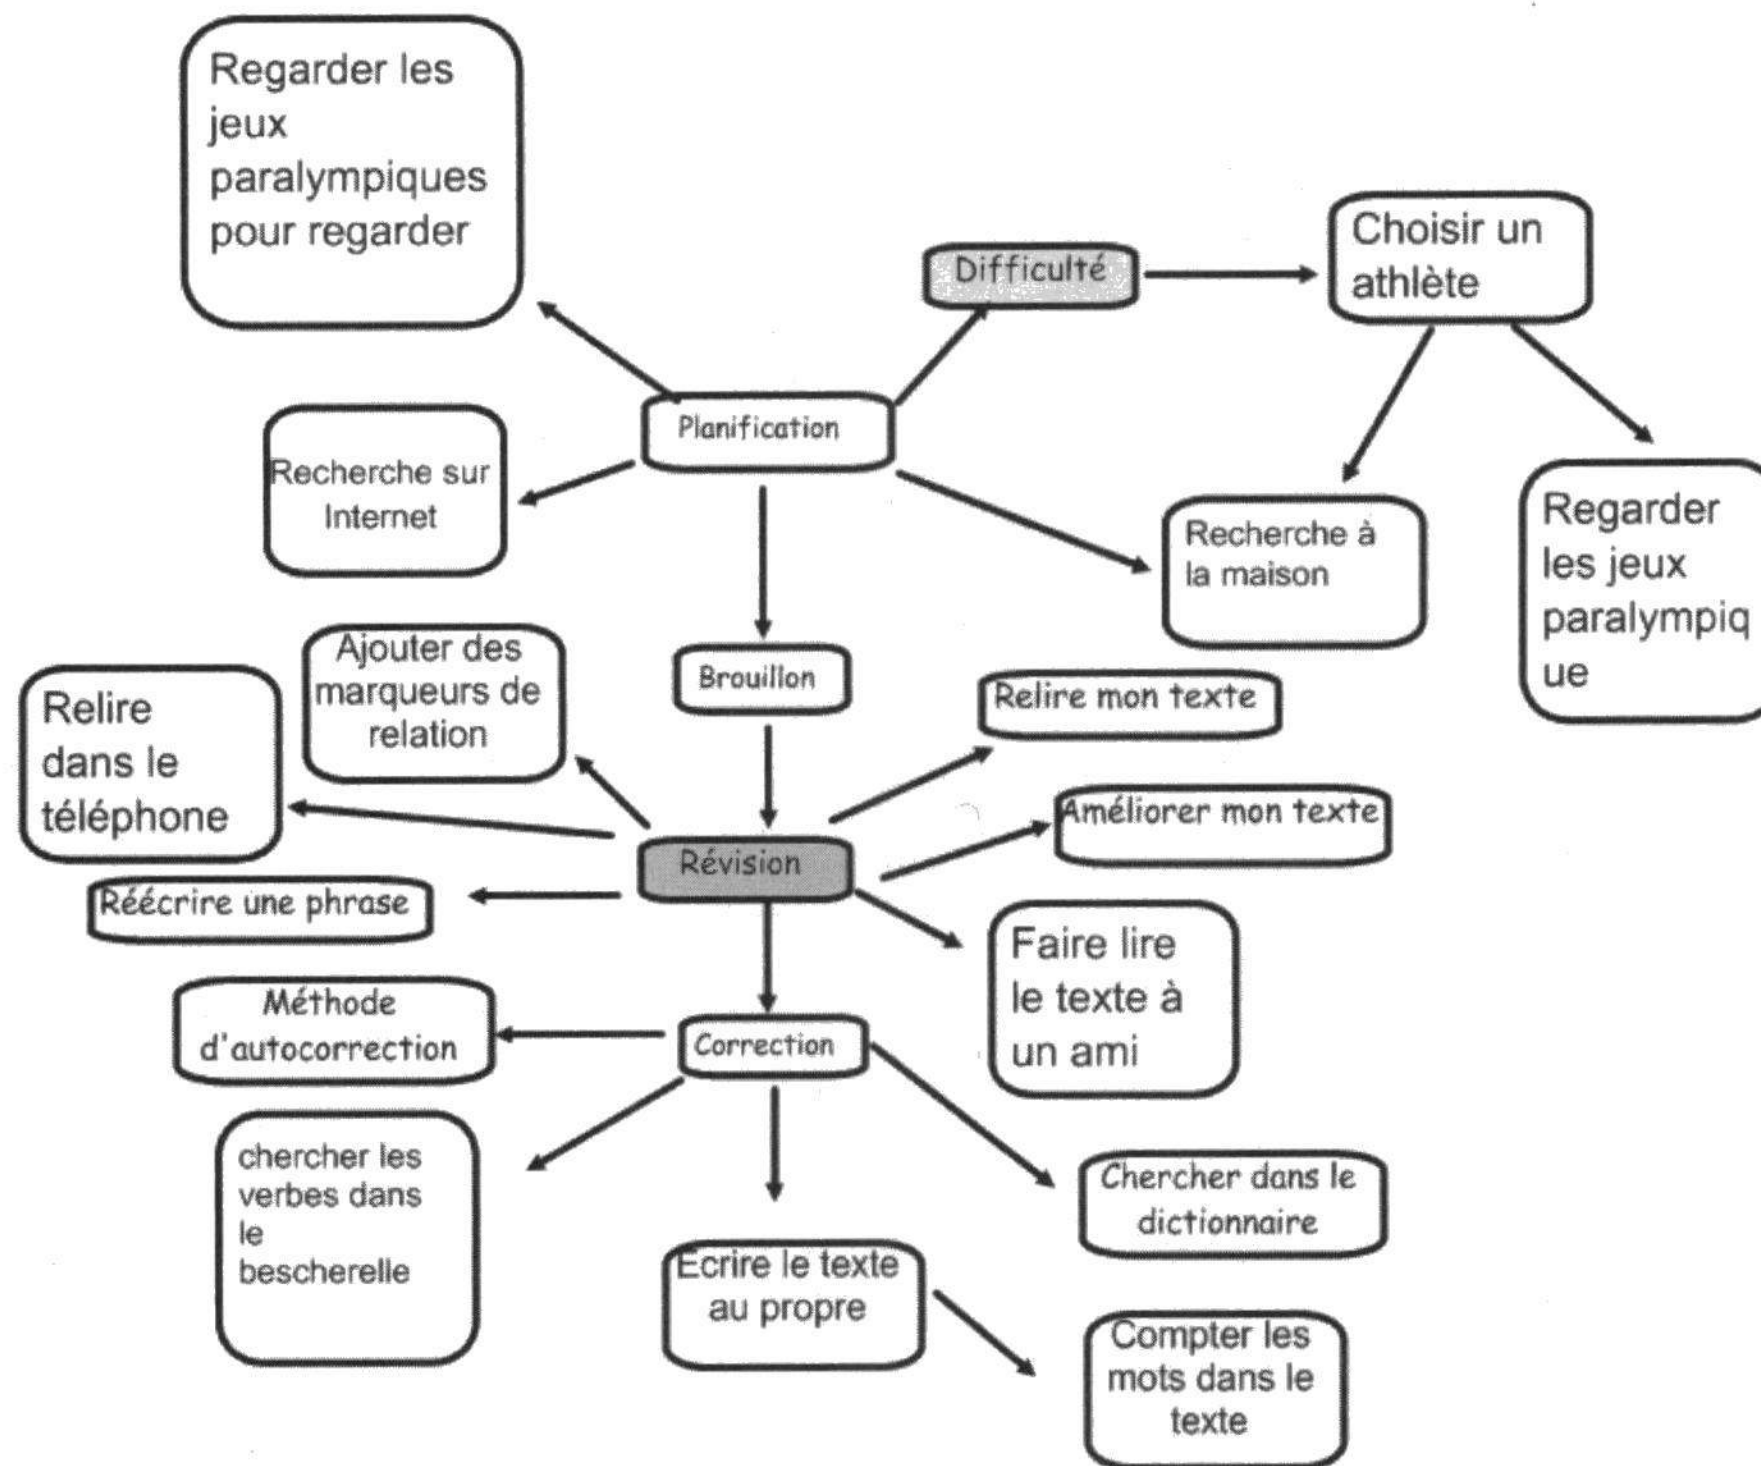 Regarder les
jeux
paralympiques
pour regarder
Difficulté
Choisir un
athlète
Planification
Recherche sur
Internet
Recherche à
la maison
Regarder
les jeux
paralympiq
ue
Ajouter des
marqueurs de
relation
Brouillon
Relire mon texte
Relire
dans le
téléphone
Améliorer mon texte
Révision
Réécrire une phrase
Faire lire
le texte à
un ami
Méthode
d'autocorrection
Correction
chercher les
verbes dans
le
bescherelle
Chercher dans le
dictionnaire
Ecrire le texte
au propre
Compter les
mots dans le
texte